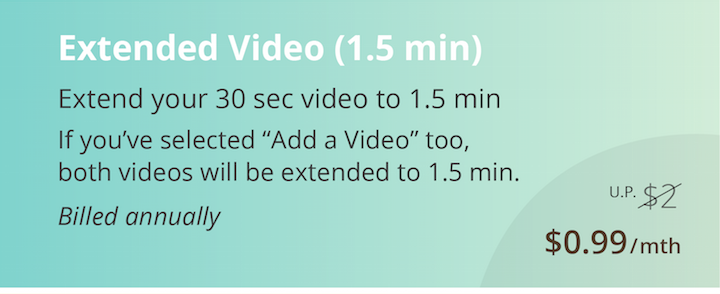 Extended Video (1.5 min)
Extend your 30 sec video to 1.5 min
If you’ve selected “Add a Video” too,
both videos will be extended to 1.5 min.
Billed annually
U.P. $2
$0.99/mth